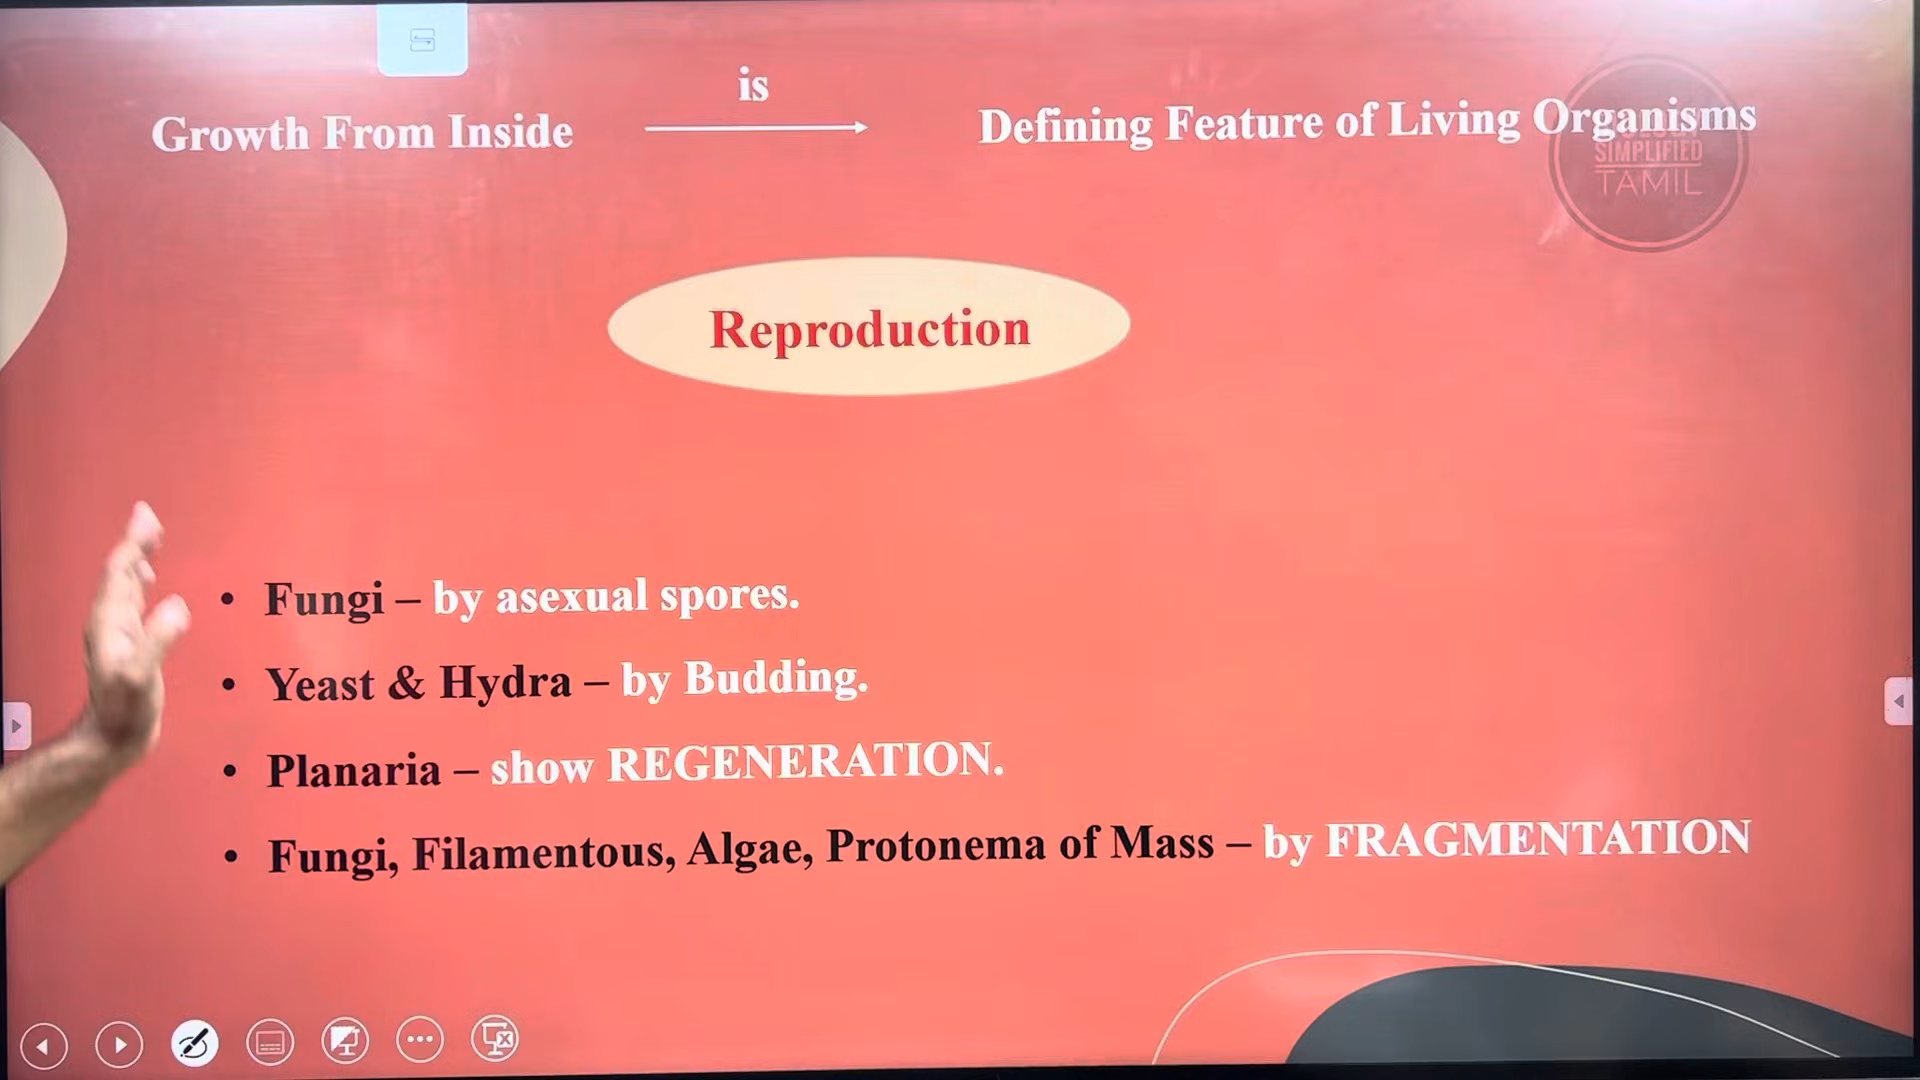 is
Growth From Inside
Defining Feature of Living Organisms
SIMPLIFIED
TAMIL
Reproduction
• Fungi – by asexual spores.
• Yeast & Hydra – by Budding.
• Planaria – show REGENERATION.
• Fungi, Filamentous, Algae, Protonema of Mass – by FRAGMENTATION